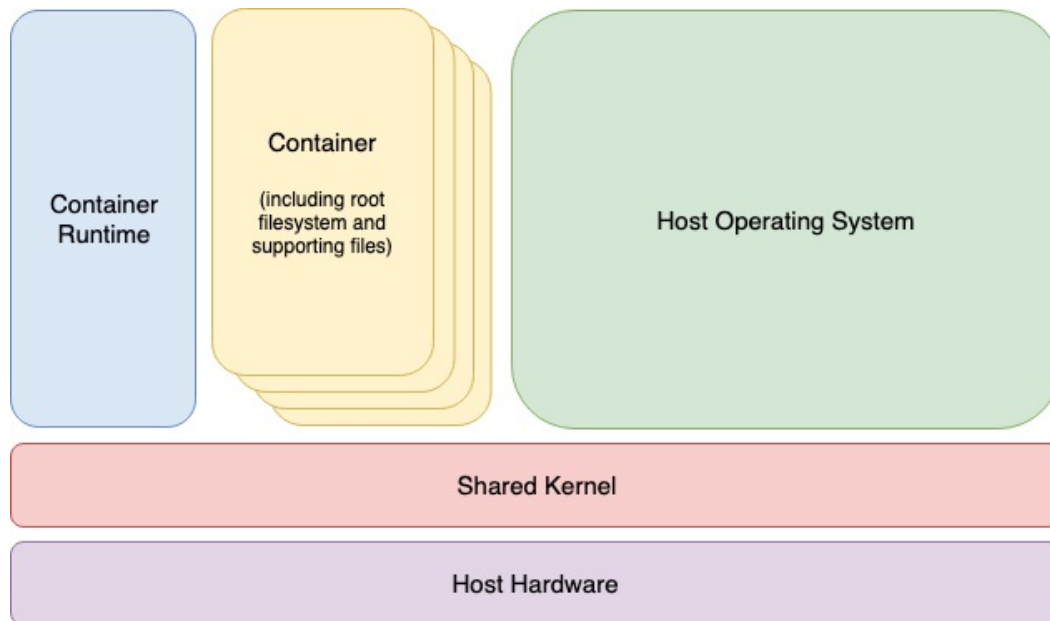 Container
Runtime
Container
(including root
filesystem and
supporting files)
Host Operating System
Shared Kernel
Host Hardware